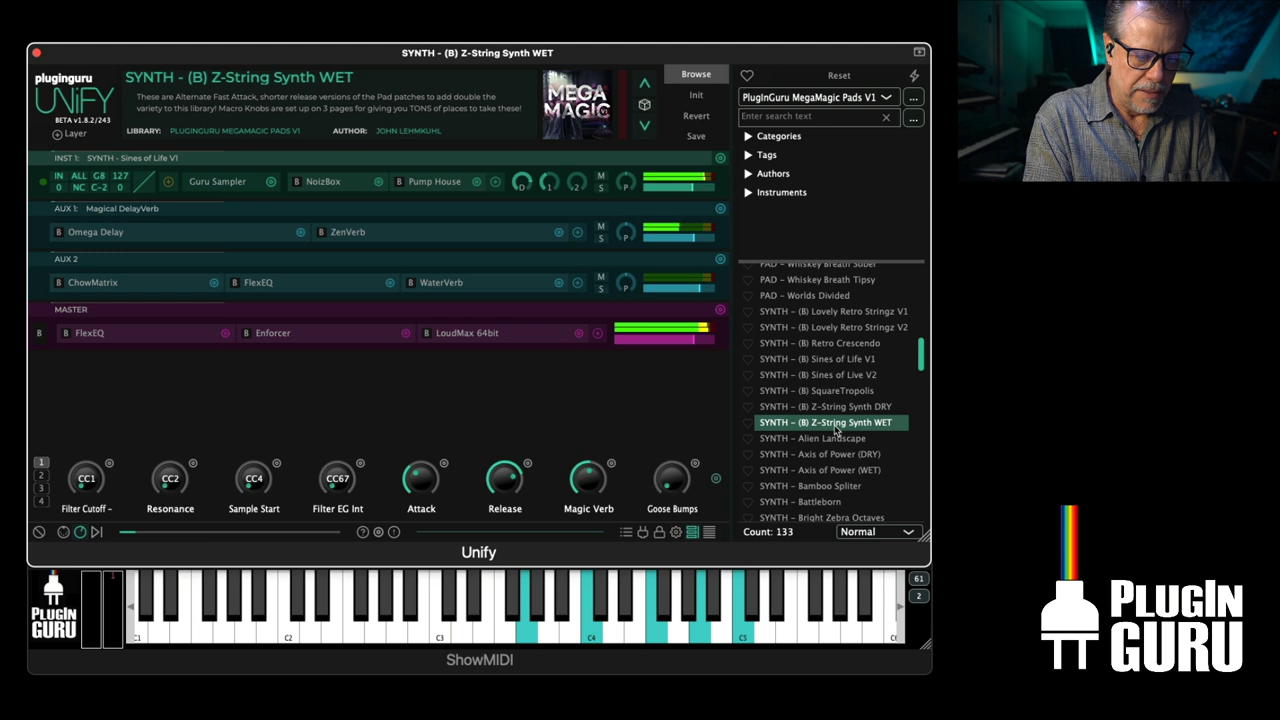 SYNTH - (B) Z-String Synth WET
pluginguru
UNIFY
BETA v1.8.2/243
Layer
SYNTH - (B) Z-String Synth WET
These are Alternate Fast Attack, shorter release versions of the Pad patches to add double the
variety to this library! Macro Knobs are set up on 3 pages for giving you TONS of places to tweak these!
LIBRARY: PLUGINGURU MEGAMAGIC PADS V1 AUTHOR: JOHN LEHMKUHL
MEGA
MAGIC
Browse
Init
Revert
Save
Reset
PlugInGuru MegaMagic Pads V1
...
Enter search text
...
Categories
Tags
Authors
Instruments
INST 1: SYNTH - Sines of Life V1
IN ALL G8 127
0 NC C-2 0
Guru Sampler
B NoizBox
B Pump House
D 1 2
M
S
P
AUX 1: Magical DelayVerb
B Omega Delay
B ZenVerb
M
S
P
AUX 2
B ChowMatrix
B FlexEQ
B WaterVerb
M
S
P
MASTER
B
B FlexEQ
B Enforcer
B LoudMax 64bit
PAD - Whiskey Breath Super
PAD - Whiskey Breath Tipsy
PAD - Worlds Divided
SYNTH - (B) Lovely Retro Stringz V1
SYNTH - (B) Lovely Retro Stringz V2
SYNTH - (B) Retro Crescendo
SYNTH - (B) Sines of Life V1
SYNTH - (B) Sines of Live V2
SYNTH - (B) SquareTropolis
SYNTH - (B) Z-String Synth DRY
SYNTH - (B) Z-String Synth WET
SYNTH - Alien Landscape
SYNTH - Axis of Power (DRY)
SYNTH - Axis of Power (WET)
SYNTH - Bamboo Spliter
SYNTH - Battleborn
SYNTH - Bright Zebra Octaves
Count: 133
Normal
1
2
3
4
CC1
CC2
CC4
CC67
Filter Cutoff -
Resonance
Sample Start
Filter EG Int
Attack
Release
Magic Verb
Goose Bumps
Unify
PLUGIN
GURU
1
C1
C2
C3
C4
C5
61
2
ShowMIDI
PLUGIN
GURU